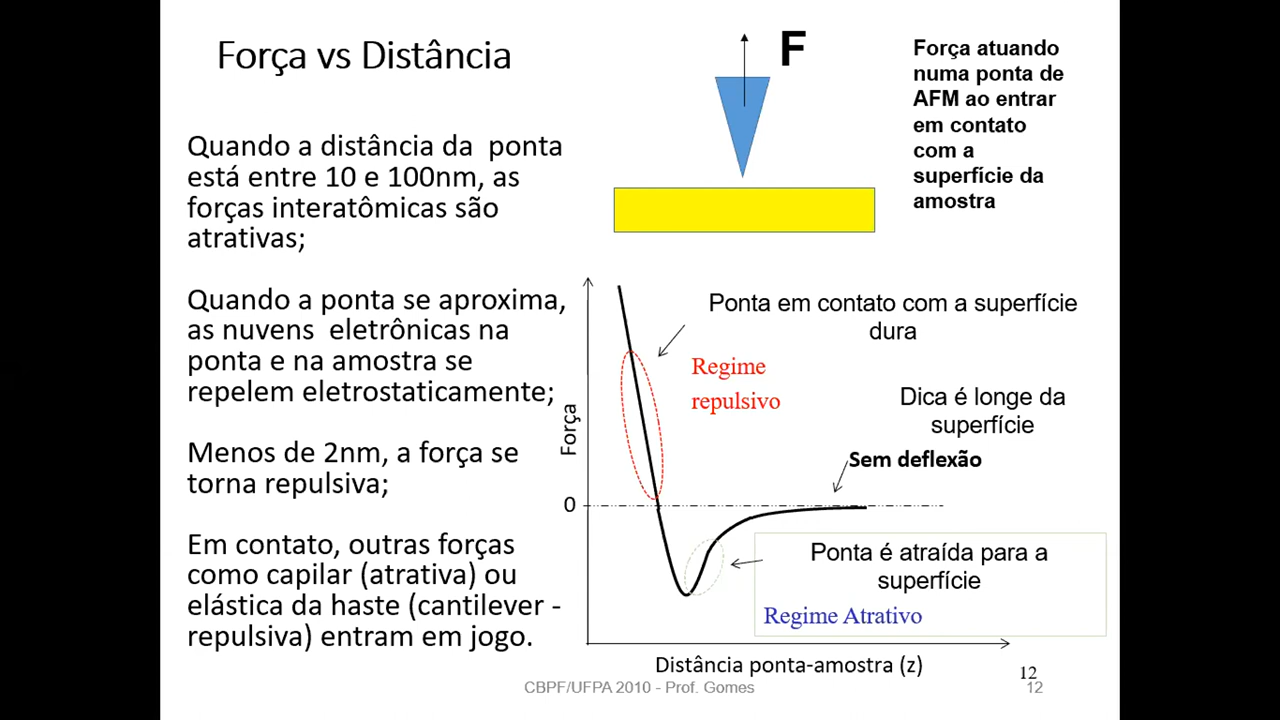 Força vs Distância
Quando a distância da ponta
está entre 10 e 100nm, as
forças interatômicas são
atrativas;
Quando a ponta se aproxima,
as nuvens eletrônicas na
ponta e na amostra se
repelem eletrostaticamente;
Menos de 2nm, a força se
torna repulsiva;
Em contato, outras forças
como capilar (atrativa) ou
elástica da haste (cantilever -
repulsiva) entram em jogo.
F
Força atuando
numa ponta de
AFM ao entrar
em contato
com a
superfície da
amostra
Ponta em contato com a superfície
dura
Regime
repulsivo
Dica é longe da
superfície
Sem deflexão
Força
0
Ponta é atraída para a
superfície
Regime Atrativo
Distância ponta-amostra (z)
12
CBPF/UFPA 2010 - Prof. Gomes
12